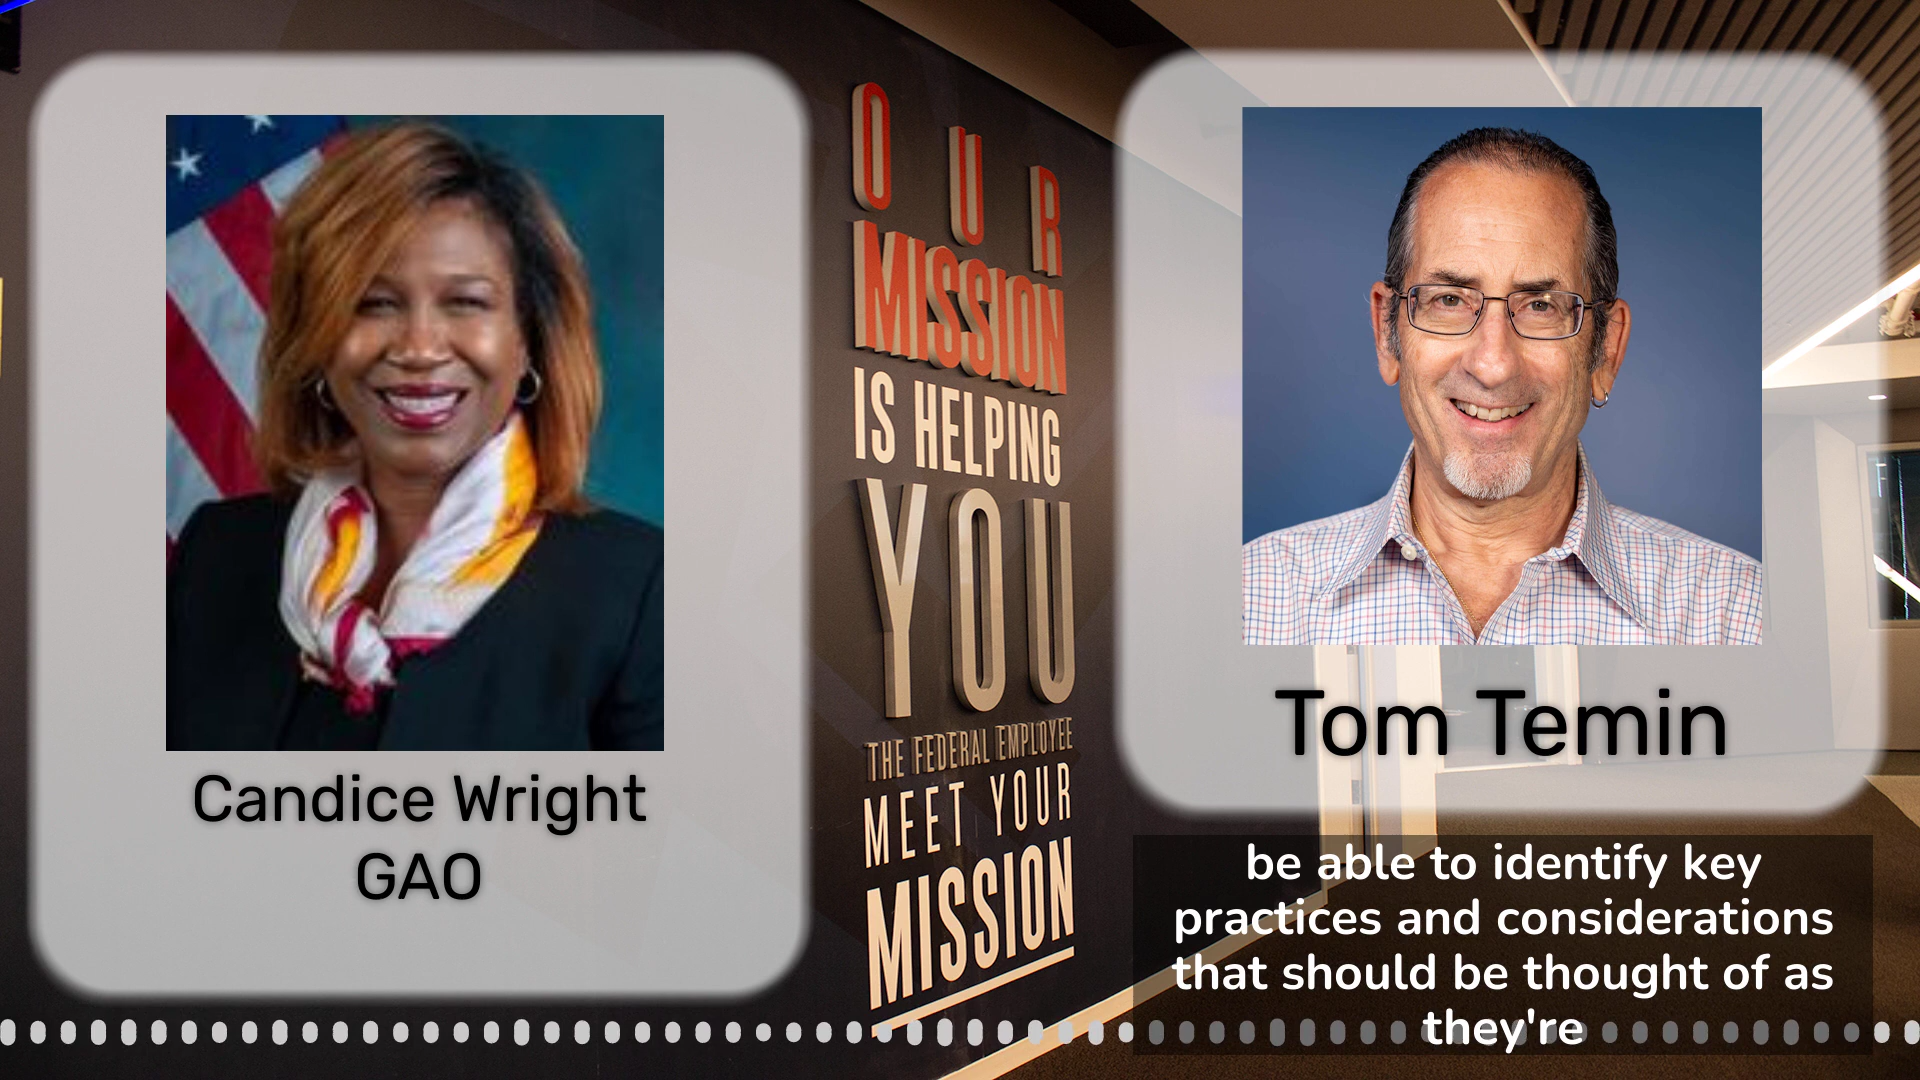 Candice Wright
GAO
OUR
MISSION
IS HELPING
YOU
THE FEDERAL EMPLOYEE
MEET YOUR
MISSION
Tom Temin
be able to identify key
practices and considerations
that should be thought of as
they're